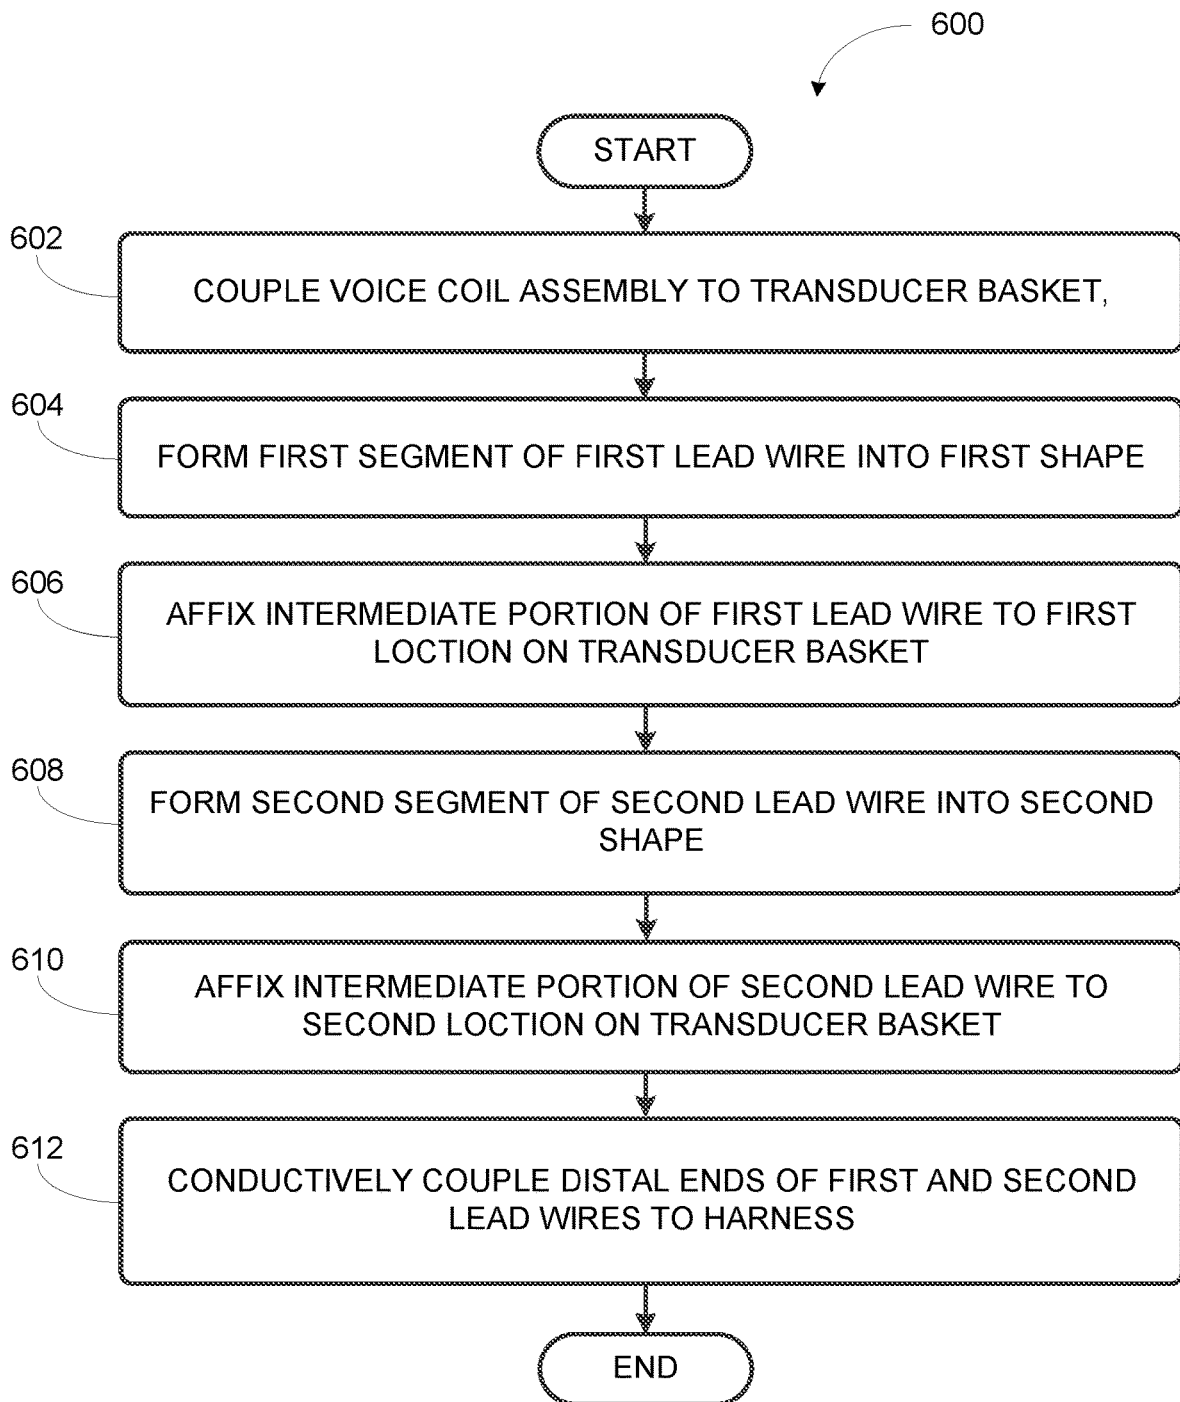 600
START
602
COUPLE VOICE COIL ASSEMBLY TO TRANSDUCER BASKET,
604
FORM FIRST SEGMENT OF FIRST LEAD WIRE INTO FIRST SHAPE
606
AFFIX INTERMEDIATE PORTION OF FIRST LEAD WIRE TO FIRST
LOCTION ON TRANSDUCER BASKET
608
FORM SECOND SEGMENT OF SECOND LEAD WIRE INTO SECOND
SHAPE
610
AFFIX INTERMEDIATE PORTION OF SECOND LEAD WIRE TO
SECOND LOCTION ON TRANSDUCER BASKET
612
CONDUCTIVELY COUPLE DISTAL ENDS OF FIRST AND SECOND
LEAD WIRES TO HARNESS
END